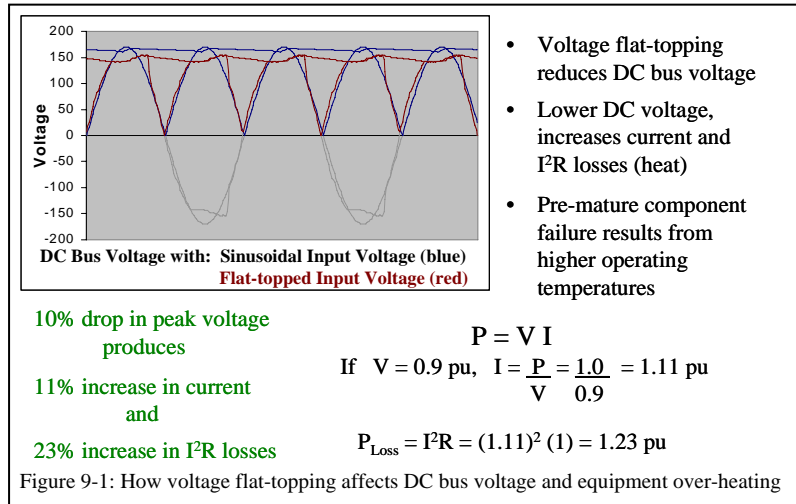 200
150
100
50
0
-50
-100
-150
-200
Voltage
DC Bus Voltage with: Sinusoidal Input Voltage (blue)
Flat-topped Input Voltage (red)
• Voltage flat-topping
reduces DC bus voltage
• Lower DC voltage,
increases current and
I²R losses (heat)
• Pre-mature component
failure results from
higher operating
temperatures
10% drop in peak voltage
produces
11% increase in current
and
23% increase in I²R losses
P = V I
If V = 0.9 pu, I = P/V = 1.0/0.9 = 1.11 pu
P_Loss = I²R = (1.11)² (1) = 1.23 pu
Figure 9-1: How voltage flat-topping affects DC bus voltage and equipment over-heating